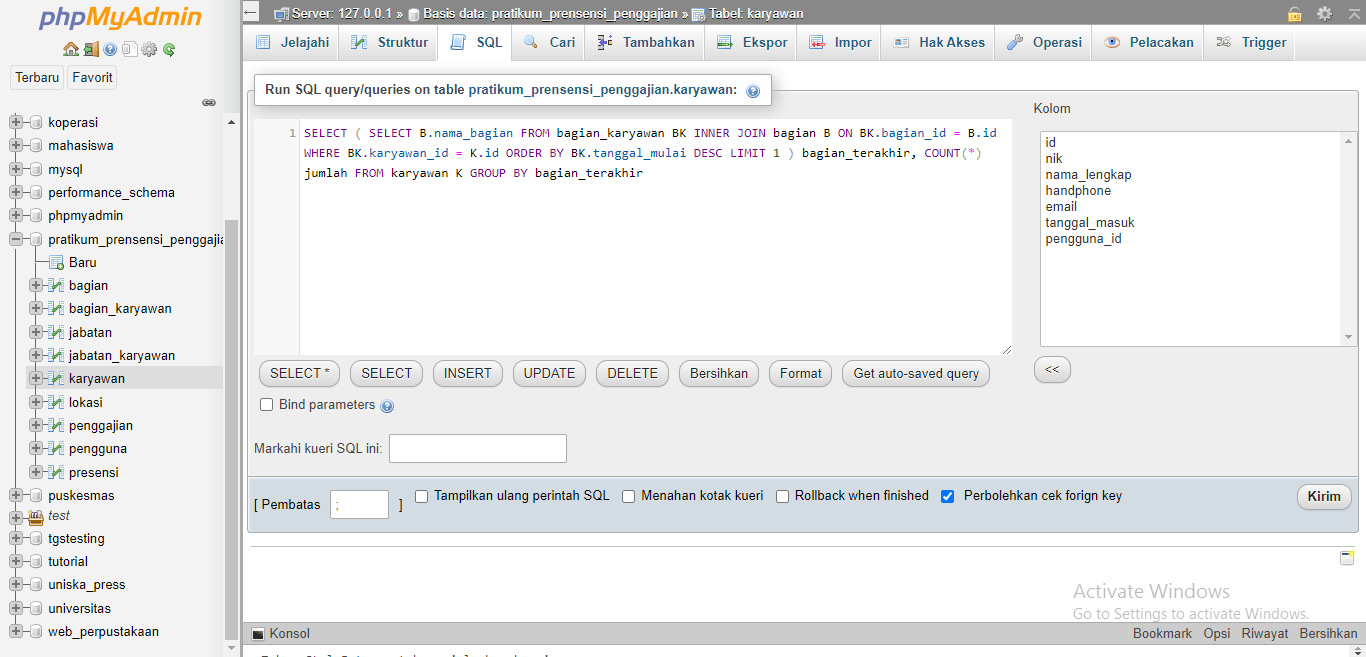 phpMyAdmin
Terbaru Favorit
koperasi
mahasiswa
mysql
performance_schema
phpmyadmin
pratikum_prensensi_penggajia
Baru
bagian
bagian_karyawan
jabatan
jabatan_karyawan
karyawan
lokasi
penggajian
pengguna
presensi
puskesmas
test
tgstesting
tutorial
uniska_press
universitas
web_perpustakaan
Server: 127.0.0.1 » Basis data: pratikum_prensensi_penggajian » Tabel: karyawan
Jelajahi Struktur SQL Cari Tambahkan Ekspor Impor Hak Akses Operasi Pelacakan Trigger
Run SQL query/queries on table pratikum_prensensi_penggajian.karyawan:
1 SELECT ( SELECT B.nama_bagian FROM bagian_karyawan BK INNER JOIN bagian B ON BK.bagian_id = B.id
WHERE BK.karyawan_id = K.id ORDER BY BK.tanggal_mulai DESC LIMIT 1 ) bagian_terakhir, COUNT(*)
jumlah FROM karyawan K GROUP BY bagian_terakhir
Kolom
id
nik
nama_lengkap
handphone
email
tanggal_masuk
pengguna_id
<<
SELECT * SELECT INSERT UPDATE DELETE Bersihkan Format Get auto-saved query
Bind parameters
Markahi kueri SQL ini:
[ Pembatas ; ] Tampilkan ulang perintah SQL Menahan kotak kueri Rollback when finished Perbolehkan cek forign key Kirim
Activate Windows
Go to Settings to activate Windows.
Konsol Bookmark Opsi Riwayat Bersihkan